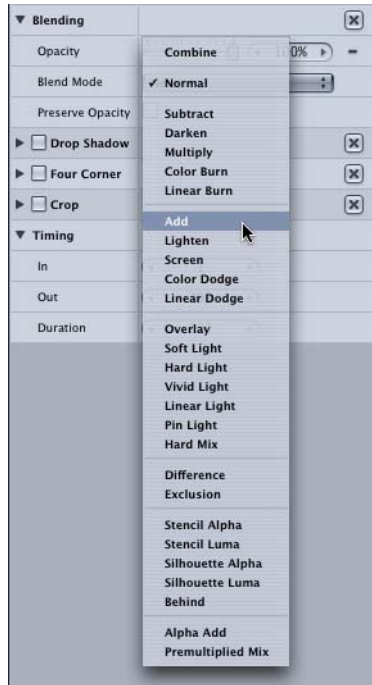 Blending
Opacity
Combine
100%
Blend Mode
Normal
Preserve Opacity
Subtract
Darken
Drop Shadow
Multiply
Four Corner
Color Burn
Linear Burn
Crop
Add
Timing
Lighten
In
Screen
Color Dodge
Out
Linear Dodge
Duration
Overlay
Soft Light
Hard Light
Vivid Light
Linear Light
Pin Light
Hard Mix
Difference
Exclusion
Stencil Alpha
Stencil Luma
Silhouette Alpha
Silhouette Luma
Behind
Alpha Add
Premultiplied Mix